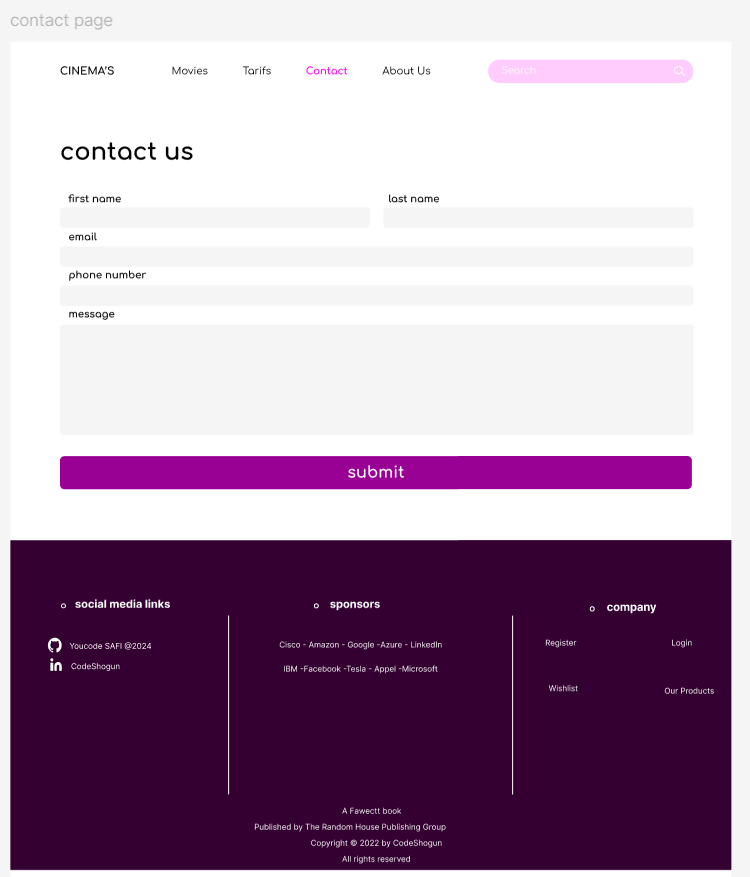 contact page
CINEMA'S Movies Tarifs Contact About Us Search
contact us
first name last name
email
phone number
message
submit
social media links sponsors company
Youcode SAFI @2024 Cisco - Amazon - Google -Azure - LinkedIn Register Login
CodeShogun IBM -Facebook -Tesla - Appel -Microsoft
Wishlist Our Products
A Fawectt book
Published by The Random House Publishing Group
Copyright © 2022 by CodeShogun
All rights reserved